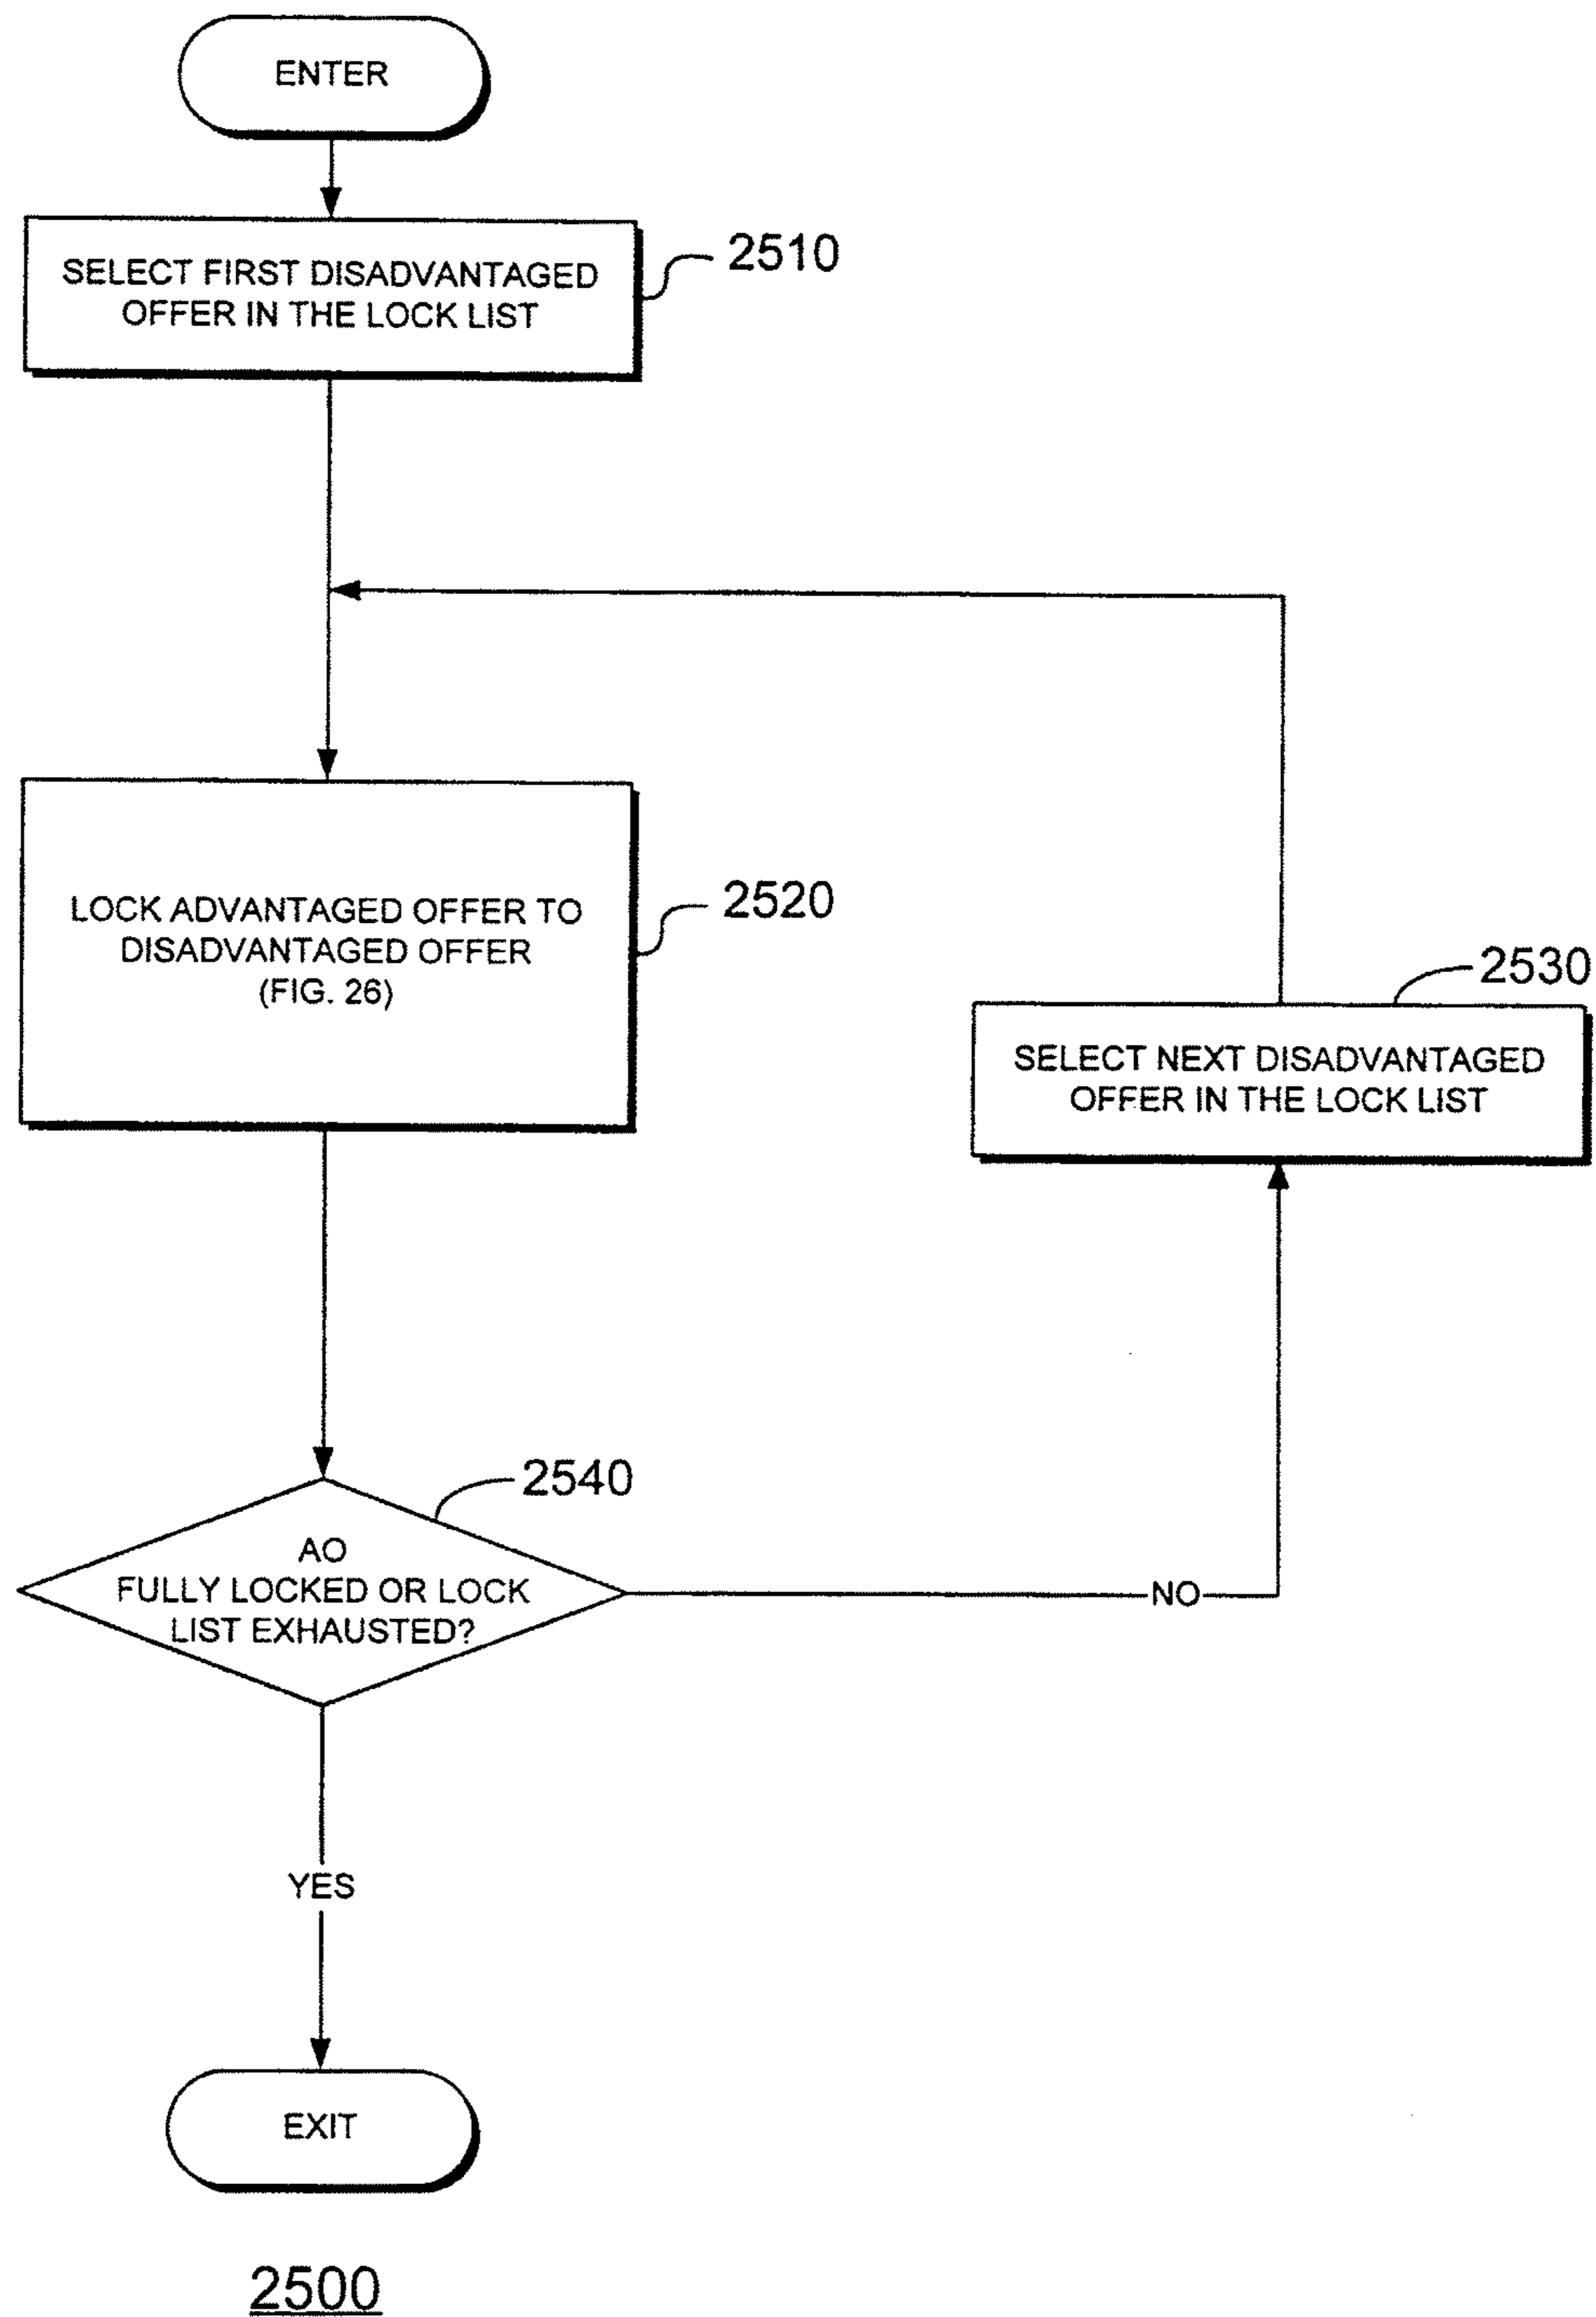 ENTER
SELECT FIRST DISADVANTAGED
OFFER IN THE LOCK LIST
2510
LOCK ADVANTAGED OFFER TO
DISADVANTAGED OFFER
(FIG. 26)
2520
2530
SELECT NEXT DISADVANTAGED
OFFER IN THE LOCK LIST
2540
AO
FULLY LOCKED OR LOCK
LIST EXHAUSTED?
NO
YES
EXIT
2500